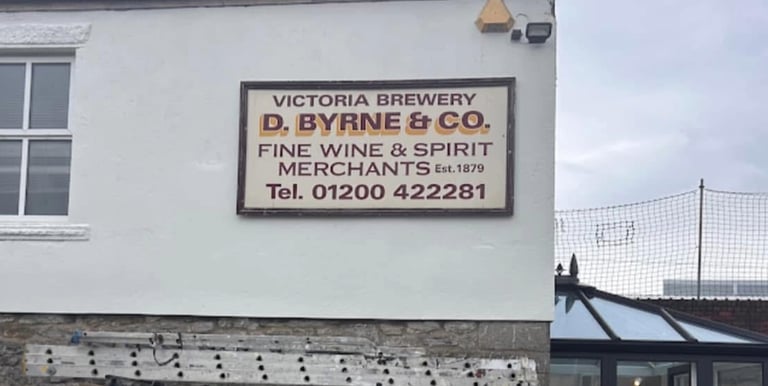 VICTORIA BREWERY
D. BYRNE & CO.
FINE WINE & SPIRIT
MERCHANTS Est. 1879
Tel. 01200 422281